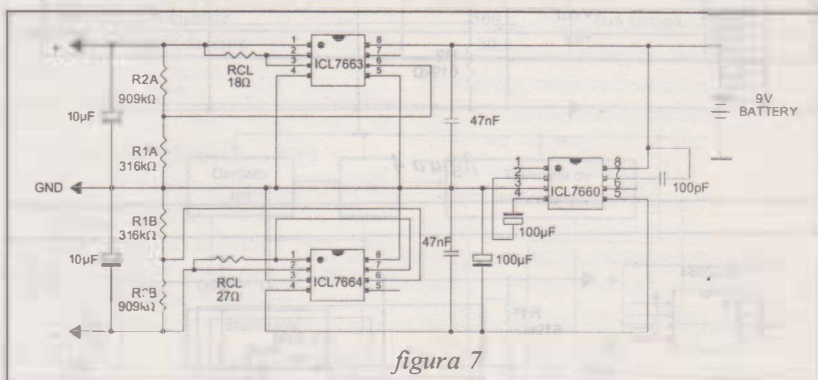 +
1
2
3
4
8
7
6
5
ICL7663
RCL
18Ω
R2A
909kΩ
10μF
R1A
316kΩ
47nF
9V
BATTERY
1
2
3
4
8
7
6
5
ICL7660
100pF
GND
100μF
R1B
316kΩ
10μF
RCL
27Ω
1
2
3
4
8
7
6
5
ICL7664
47nF
100μF
909kΩ
figura 7
figura 4